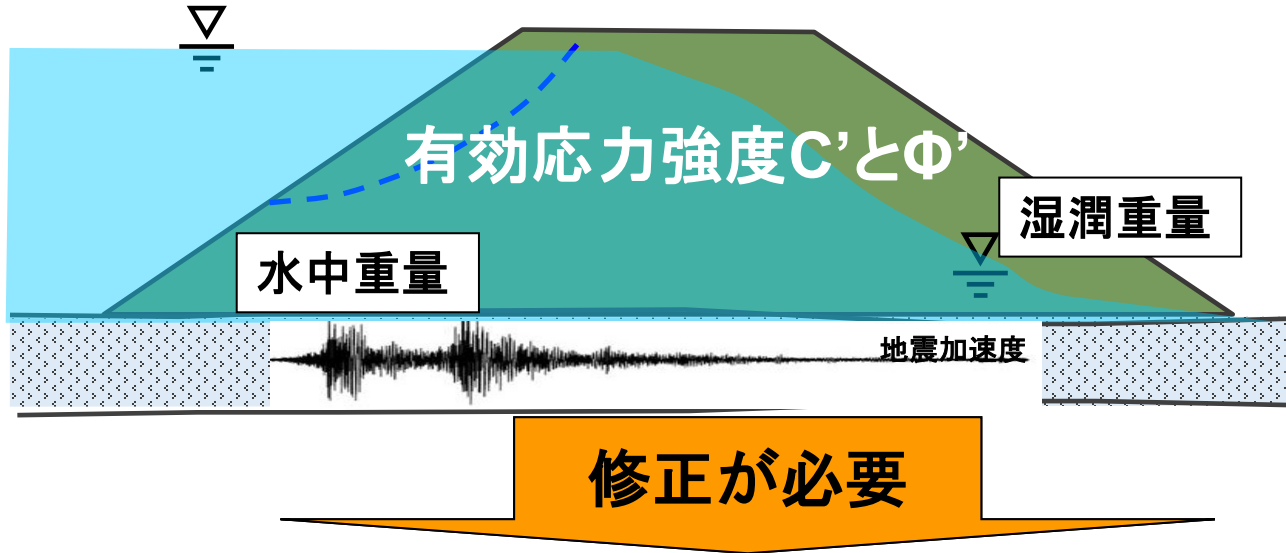 有効応力強度C’とΦ’
湿潤重量
水中重量
地震加速度
修正が必要